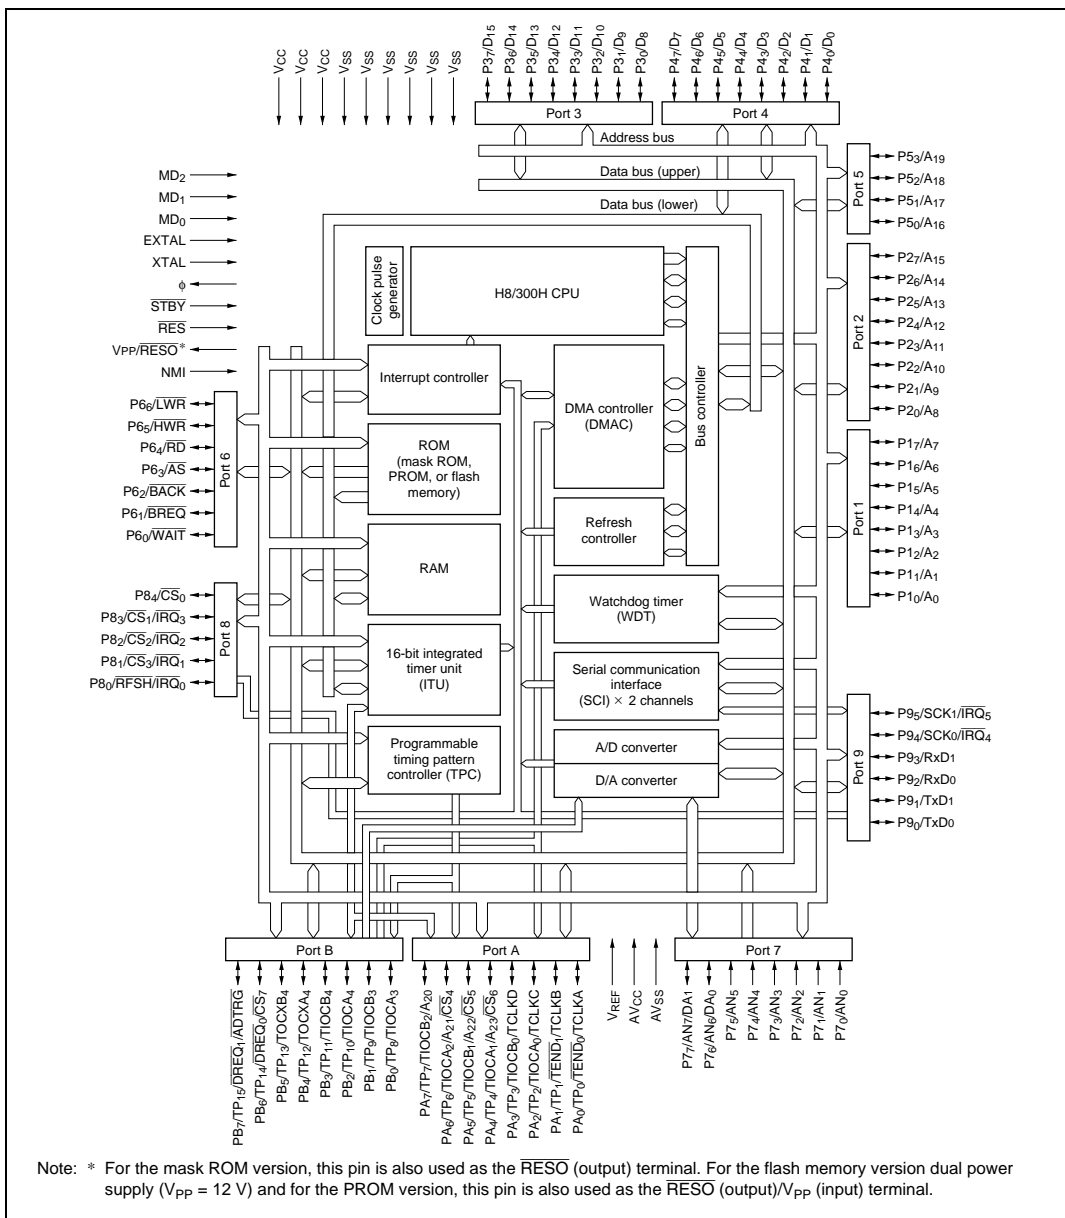 VCC
VCC
VCC
VSS
VSS
VSS
VSS
VSS
VSS
P37/D15
P36/D14
P35/D13
P34/D12
P33/D11
P32/D10
P31/D9
P30/D8
P47/D7
P46/D6
P45/D5
P44/D4
P43/D3
P42/D2
P41/D1
P40/D0
Port 3
Port 4
Address bus
Data bus (upper)
Data bus (lower)
MD2
MD1
MD0
EXTAL
XTAL
ϕ
STBY
RES
VPP/RESO*
NMI
P53/A19
P52/A18
P51/A17
P50/A16
Port 5
P27/A15
P26/A14
P25/A13
P24/A12
P23/A11
P22/A10
P21/A9
P20/A8
Port 2
P17/A7
P16/A6
P15/A5
P14/A4
P13/A3
P12/A2
P11/A1
P10/A0
Port 1
Clock pulse
generator
H8/300H CPU
Bus controller
Interrupt controller
DMA controller
(DMAC)
ROM
(mask ROM,
PROM, or flash
memory)
Refresh
controller
RAM
Watchdog timer
(WDT)
16-bit integrated
timer unit
(ITU)
Serial communication
interface
(SCI) × 2 channels
Programmable
timing pattern
controller (TPC)
A/D converter
D/A converter
P66/LWR
P65/HWR
P64/RD
P63/AS
P62/BACK
P61/BREQ
P60/WAIT
Port 6
P84/CS0
P83/CS1/IRQ3
P82/CS2/IRQ2
P81/CS3/IRQ1
P80/RFSH/IRQ0
Port 8
P95/SCK1/IRQ5
P94/SCK0/IRQ4
P93/RxD1
P92/RxD0
P91/TxD1
P90/TxD0
Port 9
Port B
Port A
Port 7
PB7/TP15/DREQ1/ADTRG
PB6/TP14/DREQ0/CS7
PB5/TP13/TOCXB4
PB4/TP12/TOCXA4
PB3/TP11/TIOCB4
PB2/TP10/TIOCA4
PB1/TP9/TIOCB3
PB0/TP8/TIOCA3
PA7/TP7/TIOCB2/A20
PA6/TP6/TIOCA2/A21/CS4
PA5/TP5/TIOCB1/A22/CS5
PA4/TP4/TIOCA1/A23/CS6
PA3/TP3/TIOCB0/TCLKD
PA2/TP2/TIOCA0/TCLKC
PA1/TP1/TEND1/TCLKB
PA0/TP0/TEND0/TCLKA
VREF
AVCC
AVSS
P77/AN7/DA1
P76/AN6/DA0
P75/AN5
P74/AN4
P73/AN3
P72/AN2
P71/AN1
P70/AN0
Note: * For the mask ROM version, this pin is also used as the RESO (output) terminal. For the flash memory version dual power
supply (VPP = 12 V) and for the PROM version, this pin is also used as the RESO (output)/VPP (input) terminal.